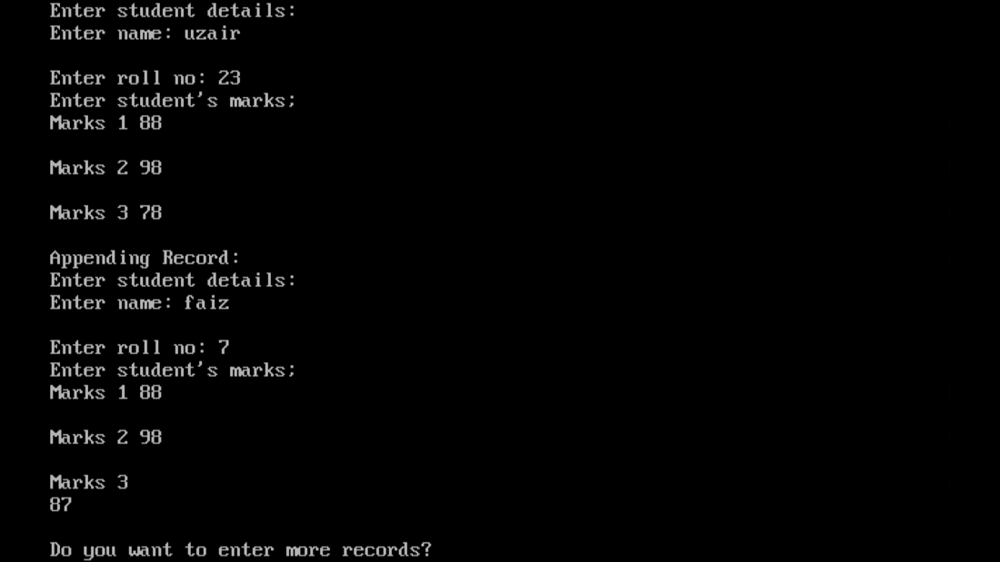 Enter student details:
Enter name: uzair
Enter roll no: 23
Enter student's marks;
Marks 1 88
Marks 2 98
Marks 3 78
Appending Record:
Enter student details:
Enter name: faiz
Enter roll no: 7
Enter student's marks;
Marks 1 88
Marks 2 98
Marks 3
87
Do you want to enter more records?